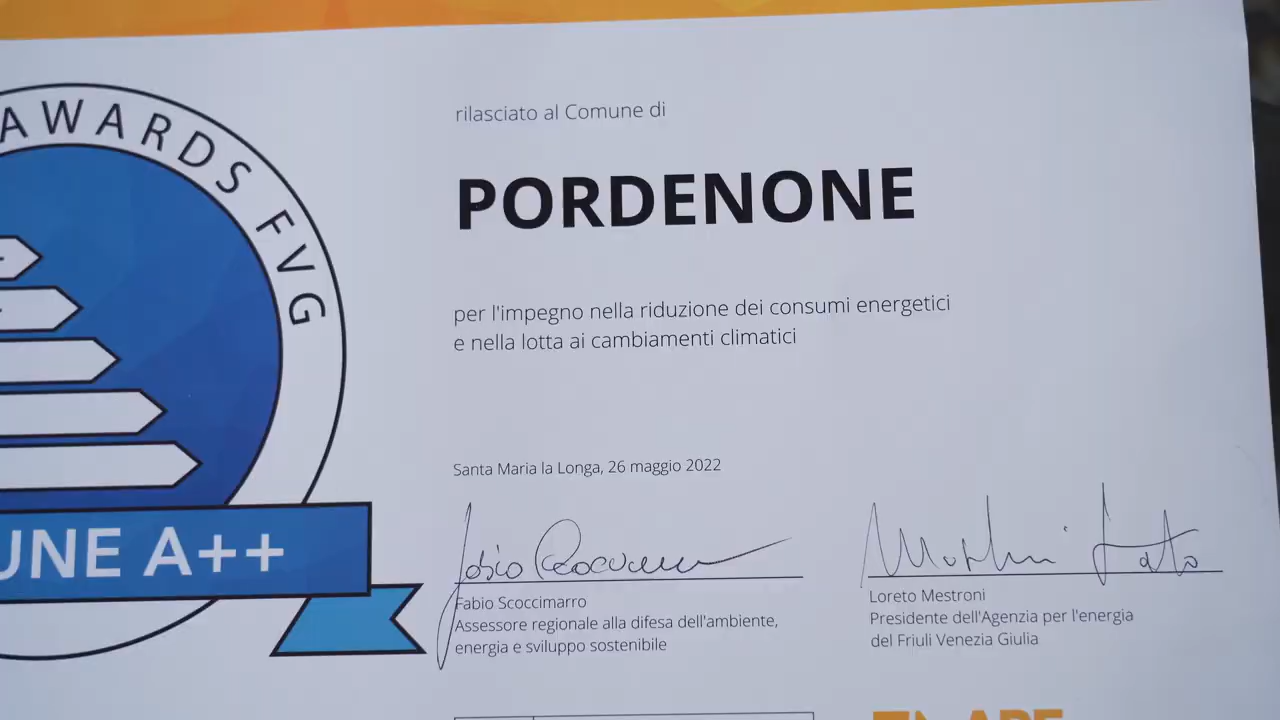 AWARDS FVG
UNE A++
rilasciato al Comune di
PORDENONE
per l'impegno nella riduzione dei consumi energetici
e nella lotta ai cambiamenti climatici
Santa Maria la Longa, 26 maggio 2022
Fabio Scoccimarro
Assessore regionale alla difesa dell'ambiente,
energia e sviluppo sostenibile
Loreto Mestroni
Presidente dell'Agenzia per l'energia
del Friuli Venezia Giulia
APE